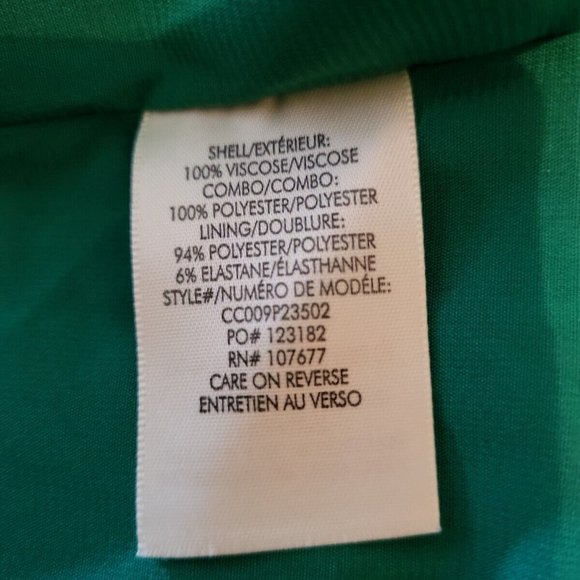 SHELL/EXTÉRIEUR:
100% VISCOSE/VISCOSE
COMBO/COMBO:
100% POLYESTER/POLYESTER
LINING/DOUBLURE:
94% POLYESTER/POLYESTER
6% ELASTANE/ÉLASTHANNE
STYLE#/NUMÉRO DE MODÉLE:
CC009P23502
PO# 123182
RN# 107677
CARE ON REVERSE
ENTRETIEN AU VERSO